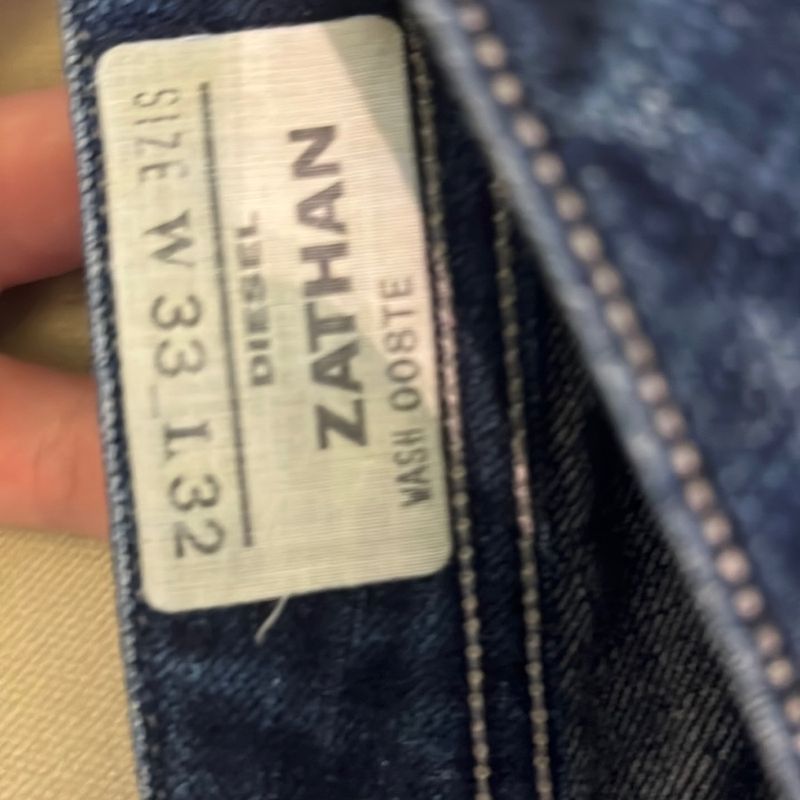 SIZE W 33 L 32
DIESEL
ZATHAN
WASH 008TE